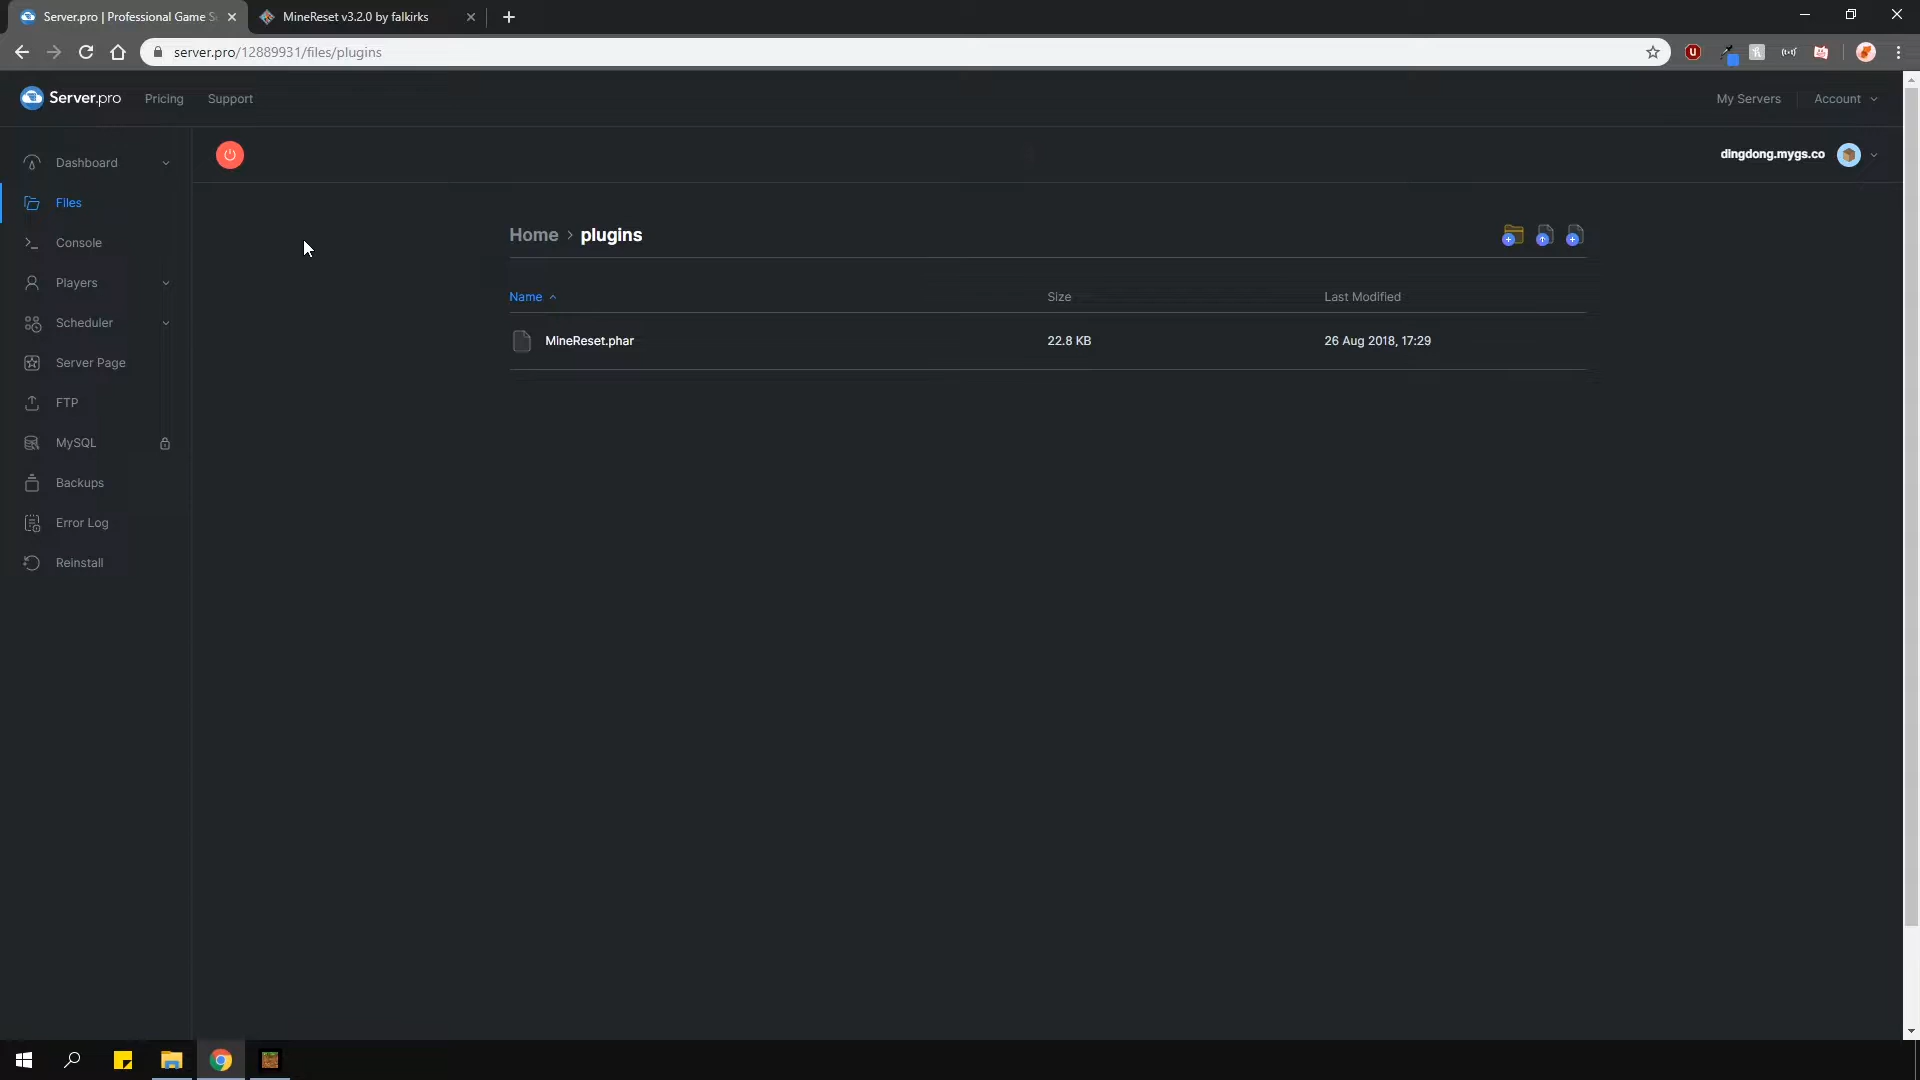 Server.pro | Professional Game S
MineReset v3.2.0 by falkirks
server.pro/12889931/files/plugins
Server.pro
Pricing
Support
My Servers
Account
Dashboard
dingdong.mygs.co
Files
Console
Players
Scheduler
Server Page
FTP
MySQL
Backups
Error Log
Reinstall
Home > plugins
Name
Size
Last Modified
MineReset.phar
22.8 KB
26 Aug 2018, 17:29